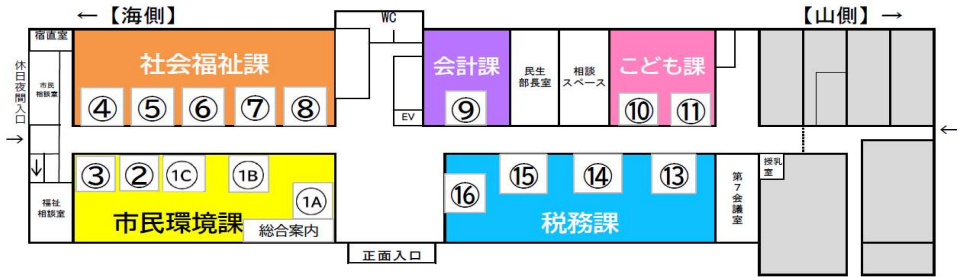 ←【海側】
【山側】→
WC
宿直室
社会福祉課
④
⑤
⑥
⑦
⑧
会計課
⑨
民生
部長室
相談
スペース
こども課
⑩
⑪
EV
休日夜間入口
→
市民
相談室
←
↓
福祉
相談室
③
②
1C
1B
1A
市民環境課
総合案内
正面入口
⑯
⑮
⑭
⑬
税務課
第7会議室
授乳
室